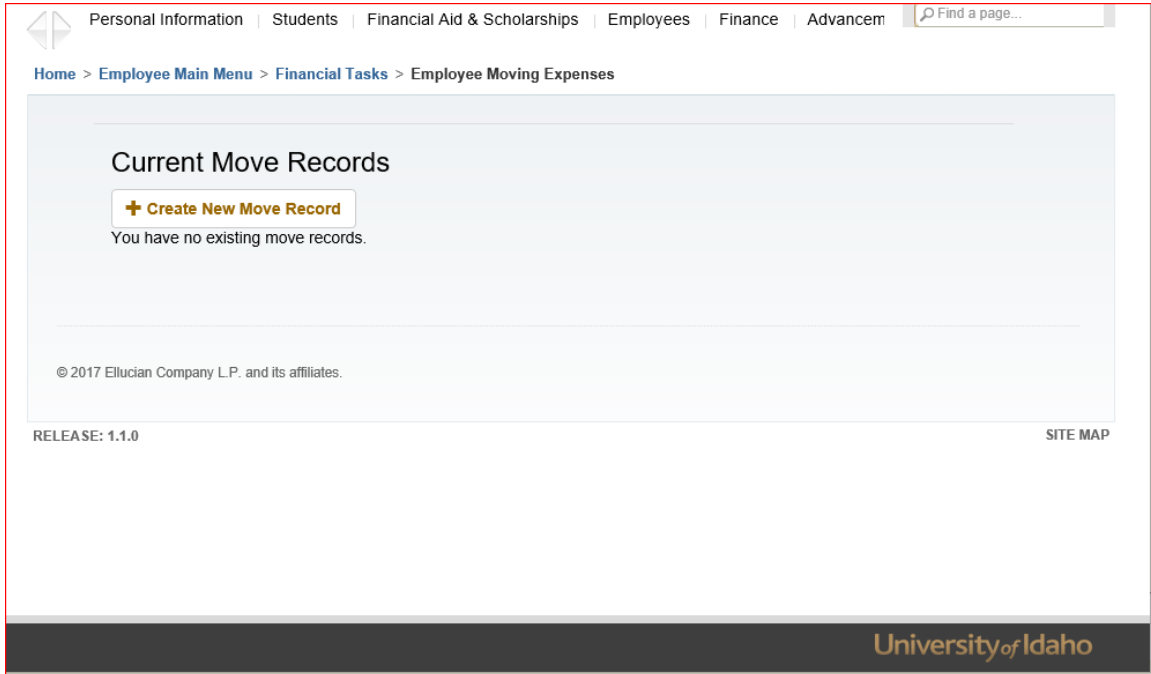 Personal Information | Students | Financial Aid & Scholarships | Employees | Finance | Advancem
Find a page...
Home > Employee Main Menu > Financial Tasks > Employee Moving Expenses
Current Move Records
+ Create New Move Record
You have no existing move records.
© 2017 Ellucian Company L.P. and its affiliates.
RELEASE: 1.1.0
SITE MAP
University of Idaho